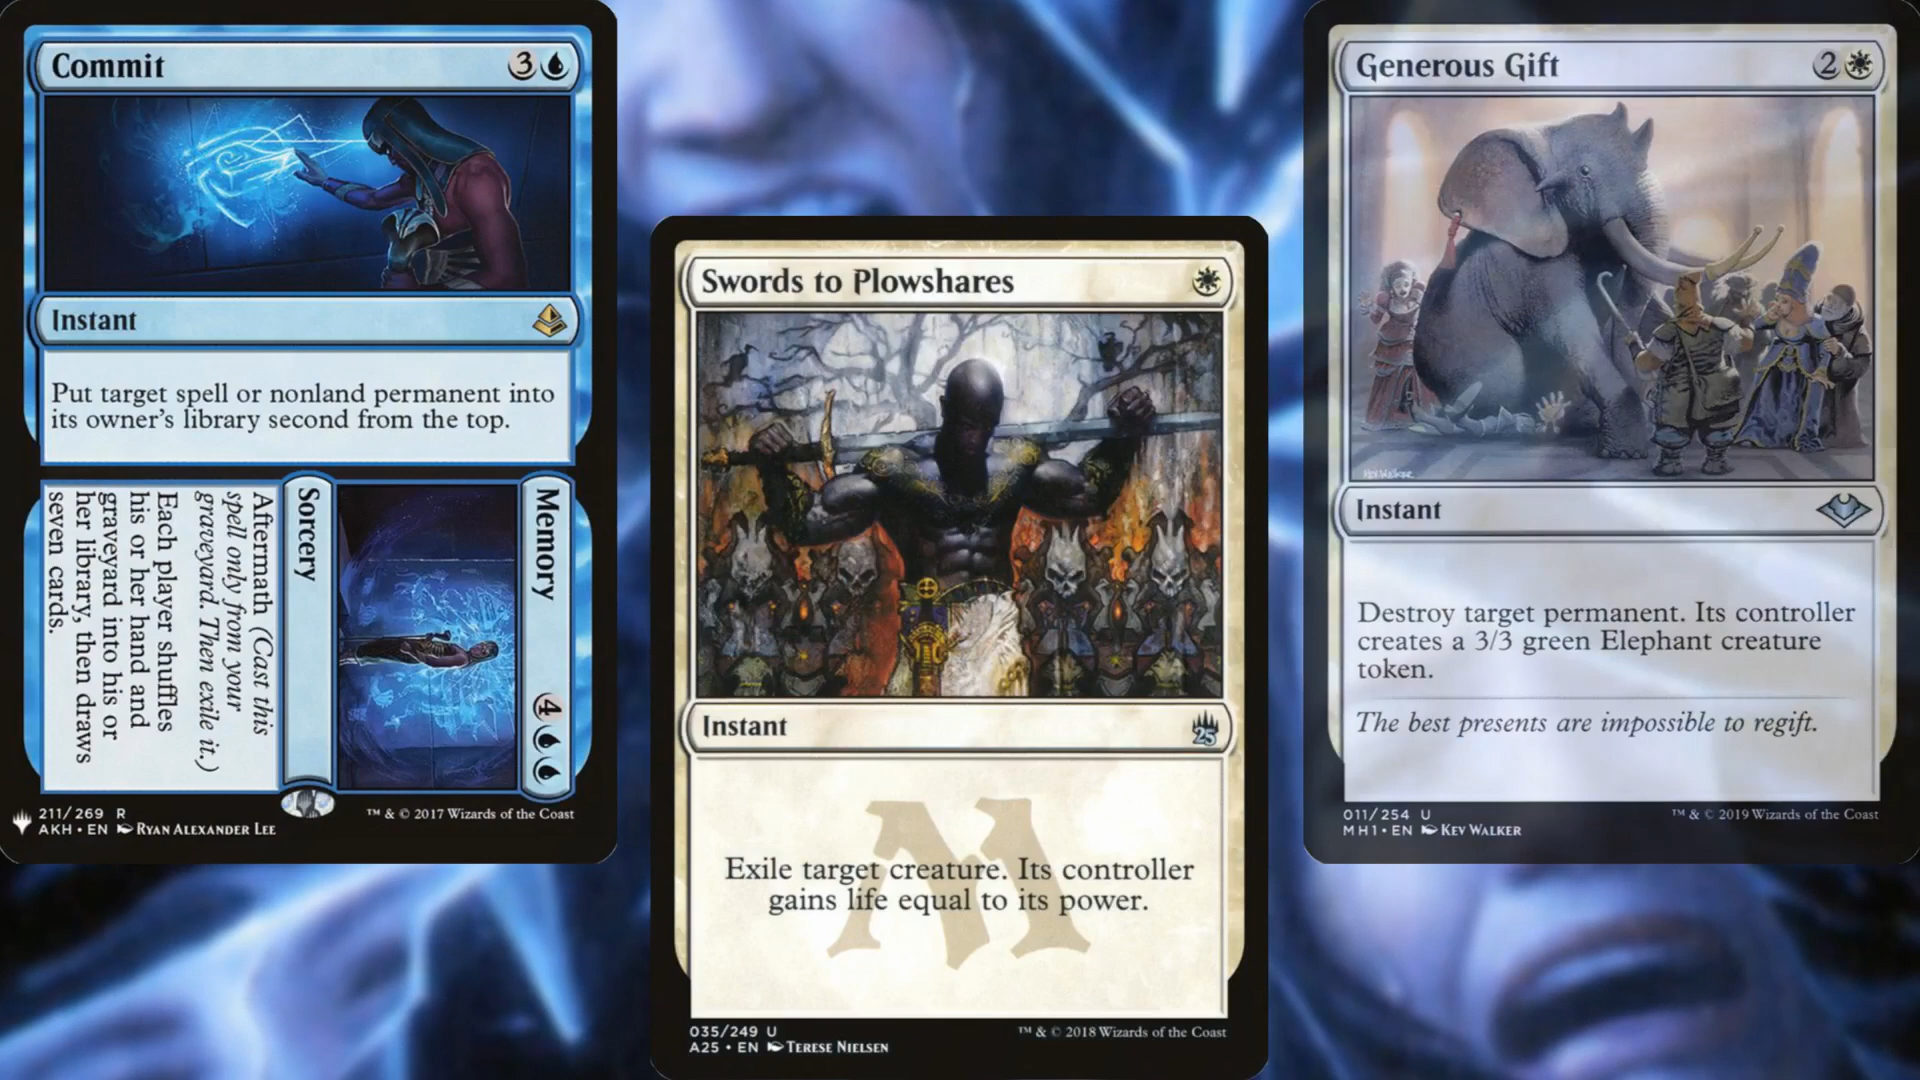 Commit 3
Instant
Put target spell or nonland permanent into
its owner's library second from the top.
Memory 4
Sorcery
Aftermath (Cast this
spell only from your
graveyard. Then exile it.)
Each player shuffles
his or her hand and
graveyard into his or
her library, then draws
seven cards.
211/269 R
AKH • EN Ryan Alexander Lee
™ & © 2017 Wizards of the Coast
Swords to Plowshares
Instant
25
Exile target creature. Its controller
gains life equal to its power.
035/249 U
A25 • EN Terese Nielsen
™ & © 2018 Wizards of the Coast
Generous Gift 2
Kev Walker
Instant
Destroy target permanent. Its controller
creates a 3/3 green Elephant creature
token.
The best presents are impossible to regift.
011/254 U
MH1 • EN Kev Walker
™ & © 2019 Wizards of the Coast